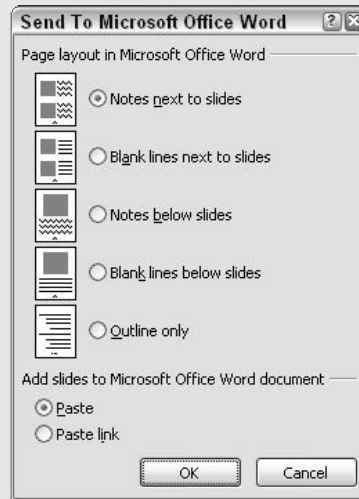 Send To Microsoft Office Word
Page layout in Microsoft Office Word
Notes next to slides
Blank lines next to slides
Notes below slides
Blank lines below slides
Outline only
Add slides to Microsoft Office Word document
Paste
Paste link
OK Cancel